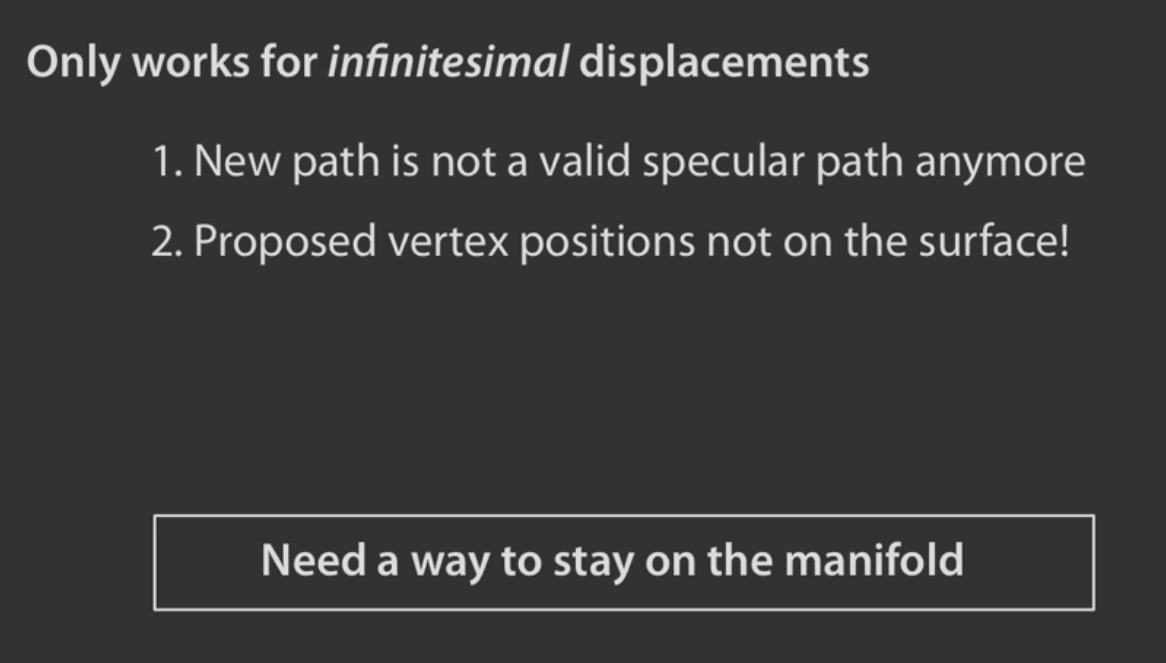 Only works for infinitesimal displacements
1. New path is not a valid specular path anymore
2. Proposed vertex positions not on the surface!
Need a way to stay on the manifold